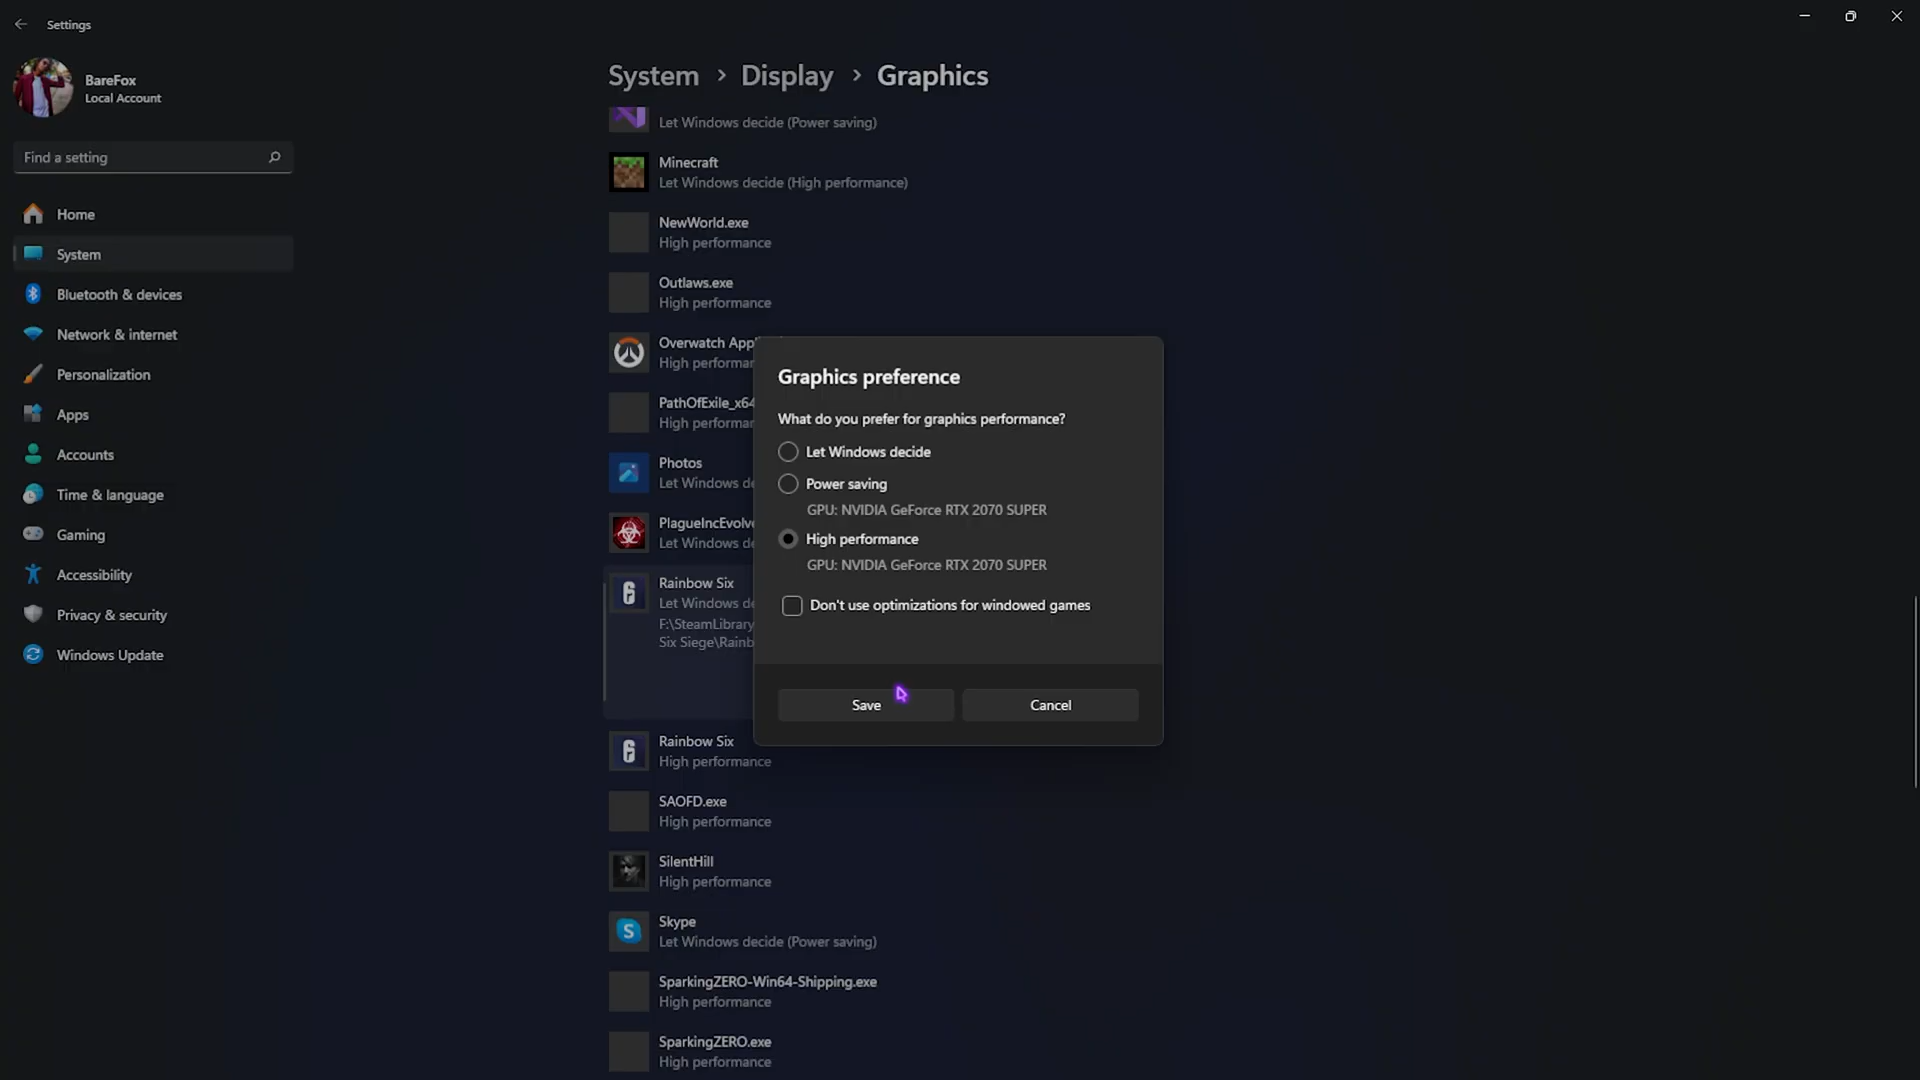 Settings
BareFox
Local Account
Find a setting
Home
System
Bluetooth & devices
Network & internet
Personalization
Apps
Accounts
Time & language
Gaming
Accessibility
Privacy & security
Windows Update
System > Display > Graphics
Let Windows decide (Power saving)
Minecraft
Let Windows decide (High performance)
NewWorld.exe
High performance
Outlaws.exe
High performance
Overwatch App
High performan
PathOfExile_x64
High performan
Photos
Let Windows de
PlagueIncEvolve
Let Windows de
Rainbow Six
Let Windows de
F:\SteamLibrary
Six Siege\Rainb
Rainbow Six
High performance
SAOFD.exe
High performance
SilentHill
High performance
Skype
Let Windows decide (Power saving)
SparkingZERO-Win64-Shipping.exe
High performance
SparkingZERO.exe
High performance
Graphics preference
What do you prefer for graphics performance?
Let Windows decide
Power saving
GPU: NVIDIA GeForce RTX 2070 SUPER
High performance
GPU: NVIDIA GeForce RTX 2070 SUPER
Don't use optimizations for windowed games
Save
Cancel